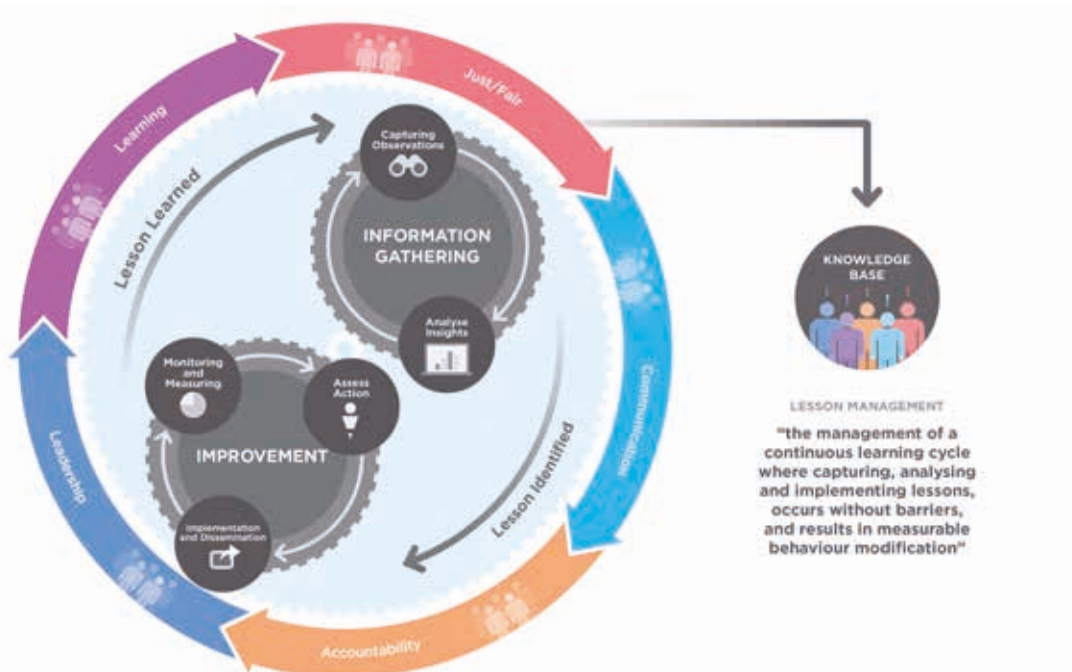 Learning
Just/Fair
Communication
Accountability
Leadership
Lesson Learned
Lesson Identified
Capturing
Observations
INFORMATION
GATHERING
Analyse
Insights
Monitoring
and
Measuring
Assess
Action
IMPROVEMENT
Implementation
and Dissemination
KNOWLEDGE
BASE
LESSON MANAGEMENT
"the management of a
continuous learning cycle
where capturing, analysing
and implementing lessons,
occurs without barriers,
and results in measurable
behaviour modification"